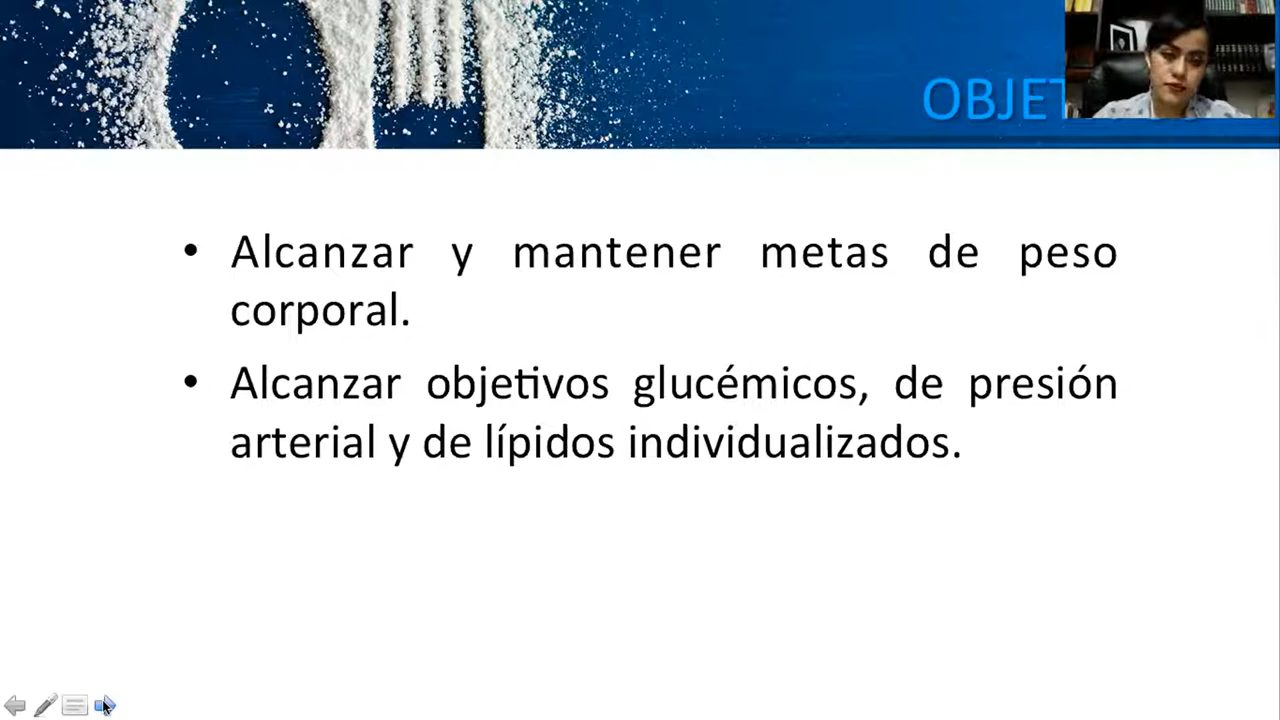 OBJET
• Alcanzar y mantener metas de peso
corporal.
• Alcanzar objetivos glucémicos, de presión
arterial y de lípidos individualizados.